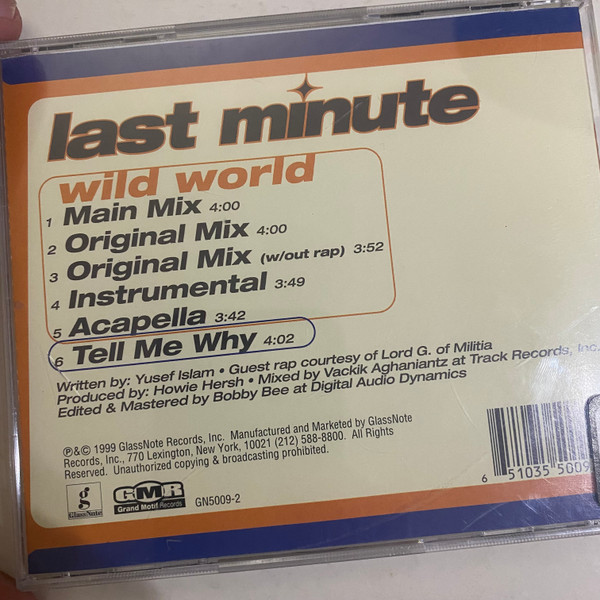 last minute
wild world
1 Main Mix 4:00
2 Original Mix 4:00
3 Original Mix (w/out rap) 3:52
4 Instrumental 3:49
5 Acapella 3:42
6 Tell Me Why 4:02
Written by: Yusef Islam • Guest rap courtesy of Lord G. of Militia
Produced by: Howie Hersh • Mixed by Vackik Aghaniantz at Track Records, Inc.
Edited & Mastered by Bobby Bee at Digital Audio Dynamics
℗&© 1999 GlassNote Records, Inc. Manufactured and Marketed by GlassNote
Records, Inc., 770 Lexington, New York, 10021 (212) 588-8800. All Rights
Reserved. Unauthorized copying & broadcasting prohibited.
6 51035 5009
g
GlassNote
GMR
Grand Motif Records
GN5009-2